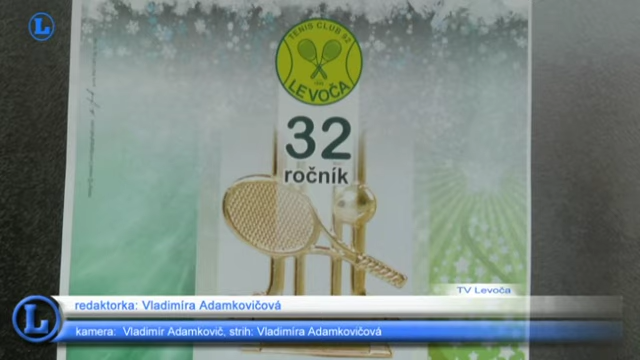 L
TENIS CLUB 52
LEVOČA
32
ročník
TV Levoča
redaktorka: Vladimíra Adamkovičová
L
kamera: Vladimír Adamkovič, strih: Vladimíra Adamkovičová